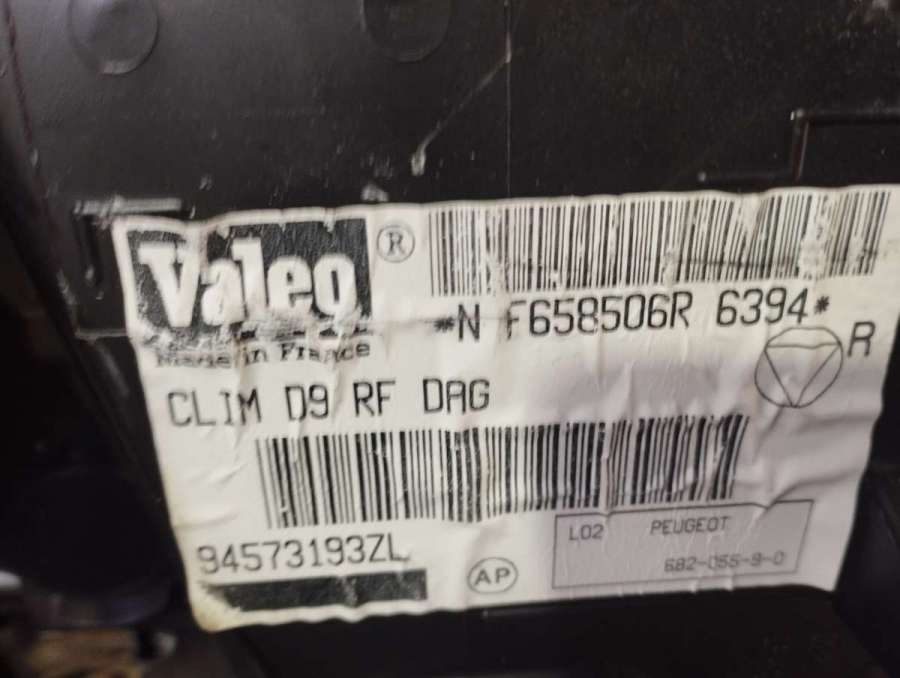 Valeo ®
*N F658506R 6394*
Made in France
R
CLIM D9 RF DAG
94573193ZL
L02 PEUGEOT
682-055-9-0
AP